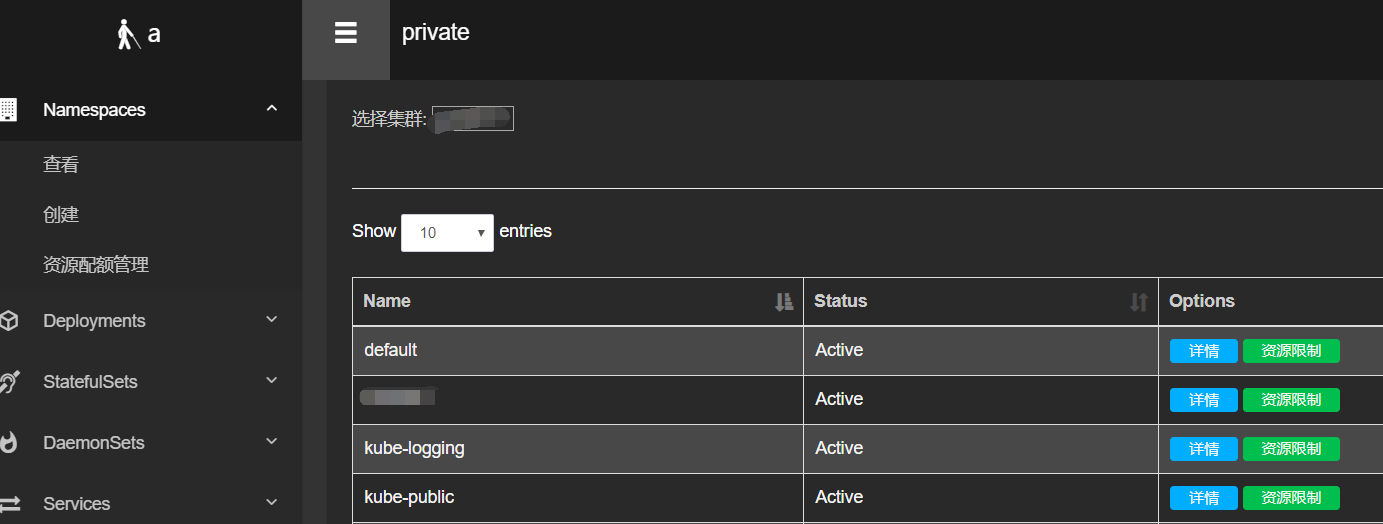 a
private
Namespaces
查看
创建
资源配额管理
Deployments
StatefulSets
DaemonSets
Services
选择集群:
Show 10 entries
Name Status Options
default Active 详情 资源限制
Active 详情 资源限制
kube-logging Active 详情 资源限制
kube-public Active 详情 资源限制